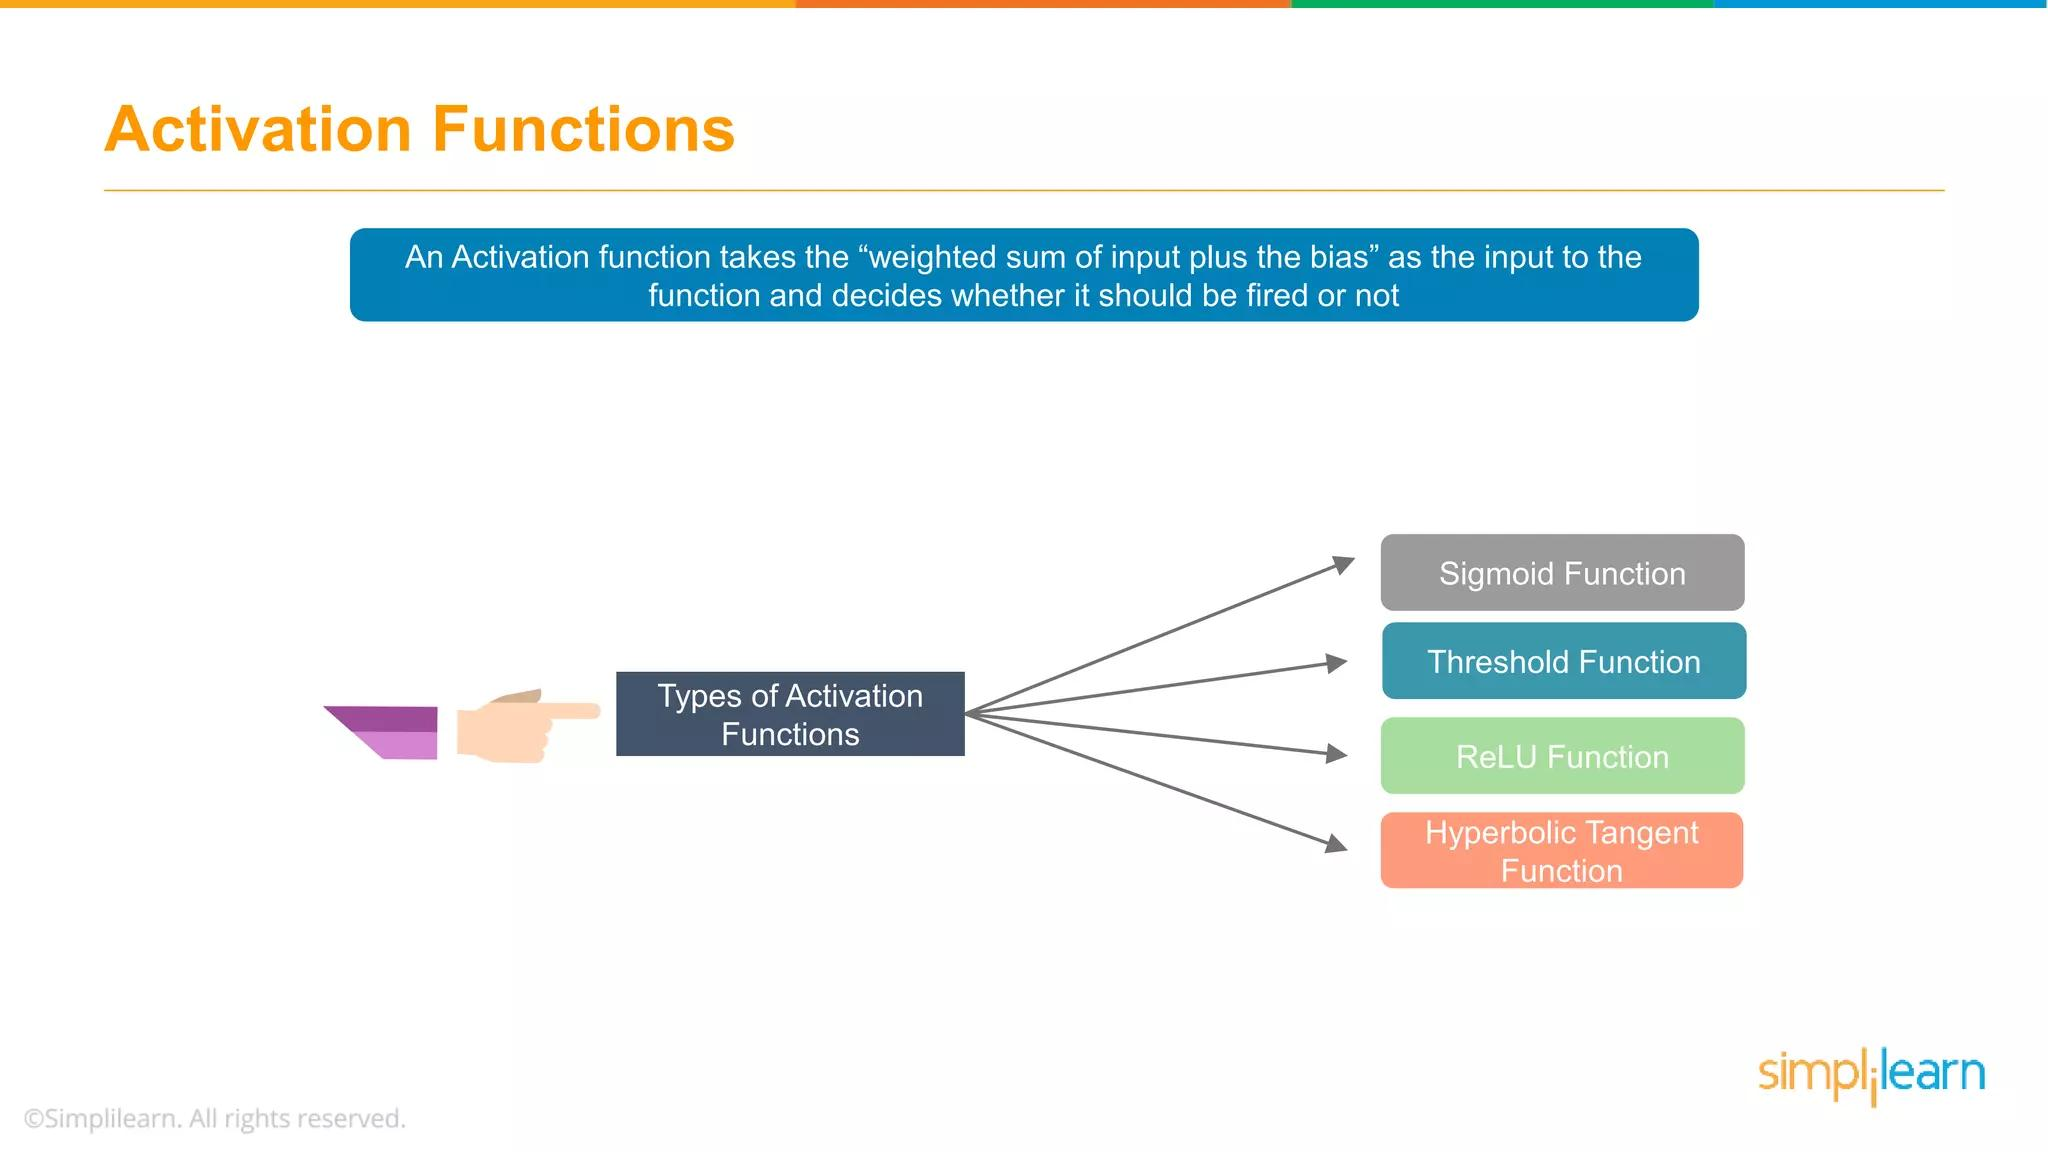 Activation Functions
An Activation function takes the “weighted sum of input plus the bias” as the input to the
function and decides whether it should be fired or not
Sigmoid Function
Threshold Function
Types of Activation
Functions
ReLU Function
Hyperbolic Tangent
Function
simplilearn
©Simplilearn. All rights reserved.